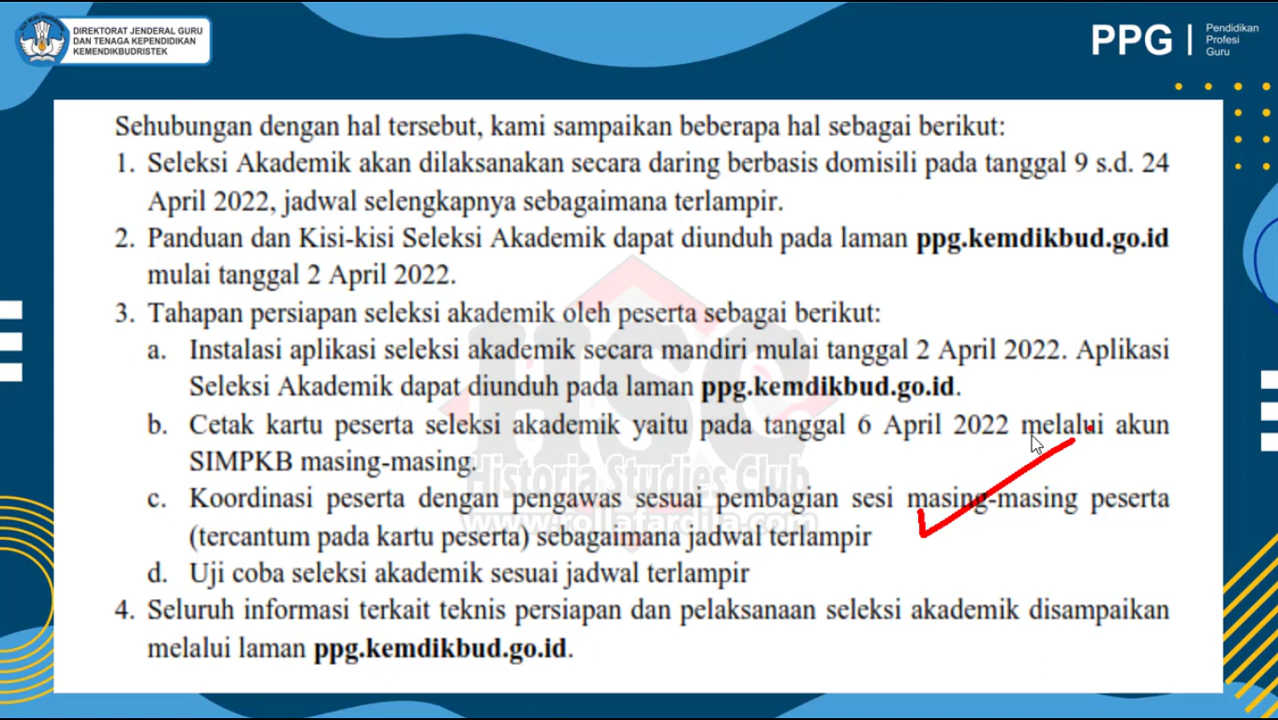 DIREKTORAT JENDERAL GURU
DAN TENAGA KEPENDIDIKAN
KEMENDIKBUDRISTEK
PPG | Pendidikan
Profesi
Guru
Sehubungan dengan hal tersebut, kami sampaikan beberapa hal sebagai berikut:
1. Seleksi Akademik akan dilaksanakan secara daring berbasis domisili pada tanggal 9 s.d. 24
April 2022, jadwal selengkapnya sebagaimana terlampir.
2. Panduan dan Kisi-kisi Seleksi Akademik dapat diunduh pada laman ppg.kemdikbud.go.id
mulai tanggal 2 April 2022.
3. Tahapan persiapan seleksi akademik oleh peserta sebagai berikut:
a. Instalasi aplikasi seleksi akademik secara mandiri mulai tanggal 2 April 2022. Aplikasi
Seleksi Akademik dapat diunduh pada laman ppg.kemdikbud.go.id.
b. Cetak kartu peserta seleksi akademik yaitu pada tanggal 6 April 2022 melalui akun
SIMPKB masing-masing.
c. Koordinasi peserta dengan pengawas sesuai pembagian sesi masing-masing peserta
(tercantum pada kartu peserta) sebagaimana jadwal terlampir
d. Uji coba seleksi akademik sesuai jadwal terlampir
4. Seluruh informasi terkait teknis persiapan dan pelaksanaan seleksi akademik disampaikan
melalui laman ppg.kemdikbud.go.id.
HSC
Historia Studies Club
www.rollafardila.com